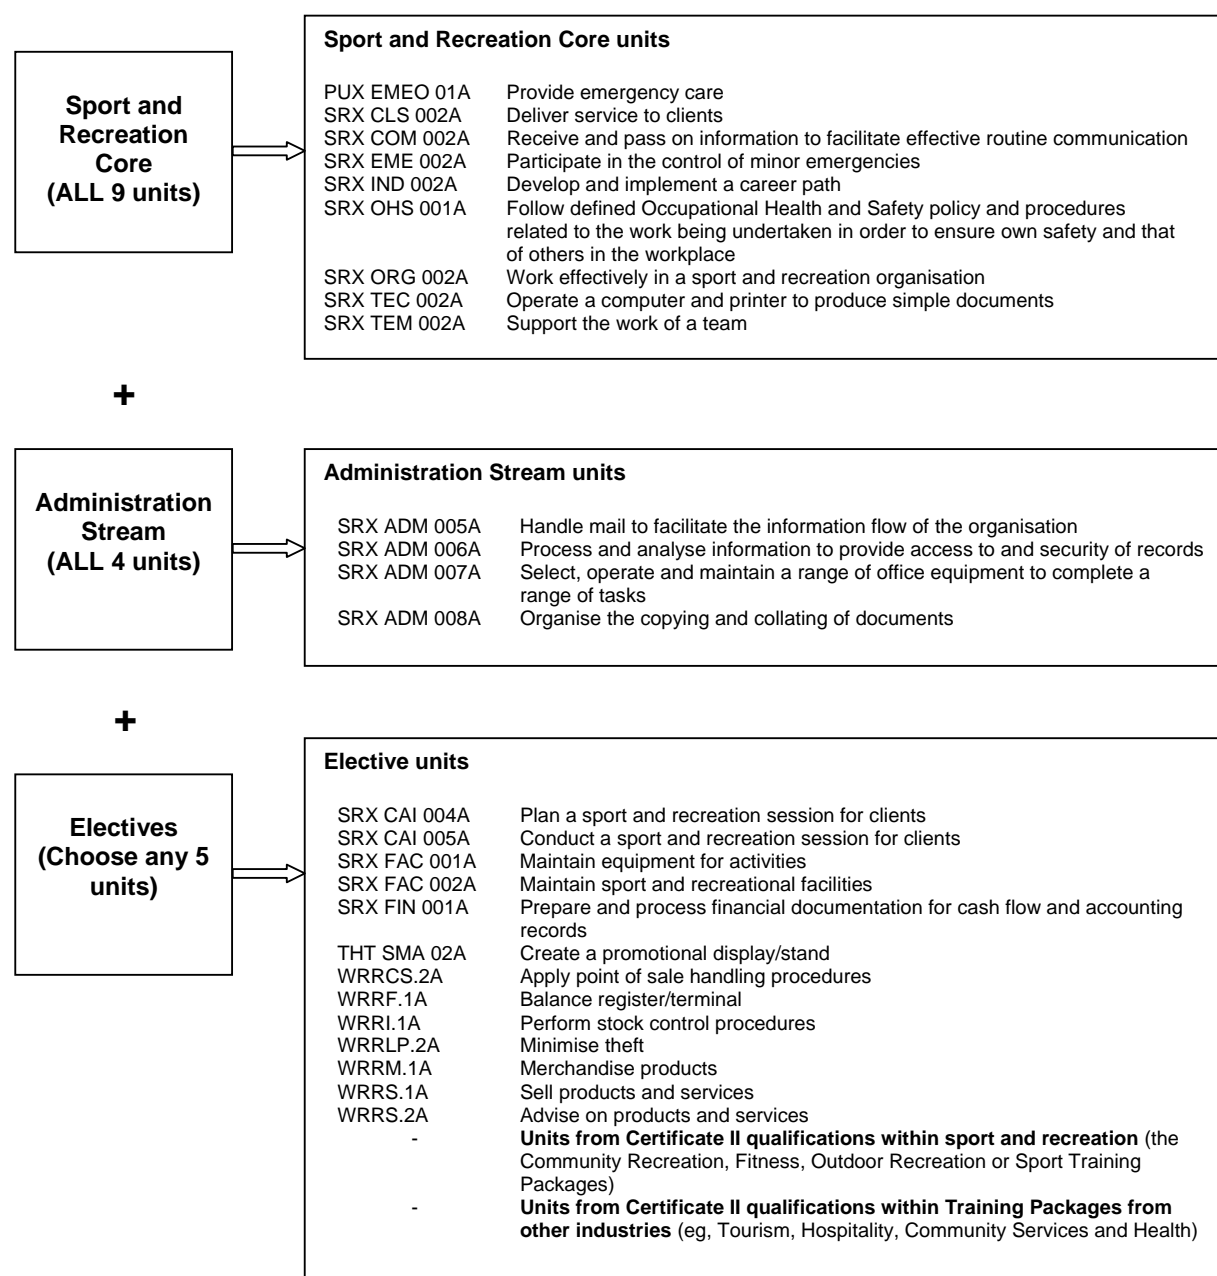 Sport and
Recreation
Core
(ALL 9 units)
Sport and Recreation Core units
PUX EMEO 01A Provide emergency care
SRX CLS 002A Deliver service to clients
SRX COM 002A Receive and pass on information to facilitate effective routine communication
SRX EME 002A Participate in the control of minor emergencies
SRX IND 002A Develop and implement a career path
SRX OHS 001A Follow defined Occupational Health and Safety policy and procedures
related to the work being undertaken in order to ensure own safety and that
of others in the workplace
SRX ORG 002A Work effectively in a sport and recreation organisation
SRX TEC 002A Operate a computer and printer to produce simple documents
SRX TEM 002A Support the work of a team
+
Administration
Stream
(ALL 4 units)
Administration Stream units
SRX ADM 005A Handle mail to facilitate the information flow of the organisation
SRX ADM 006A Process and analyse information to provide access to and security of records
SRX ADM 007A Select, operate and maintain a range of office equipment to complete a
range of tasks
SRX ADM 008A Organise the copying and collating of documents
+
Electives
(Choose any 5
units)
Elective units
SRX CAI 004A Plan a sport and recreation session for clients
SRX CAI 005A Conduct a sport and recreation session for clients
SRX FAC 001A Maintain equipment for activities
SRX FAC 002A Maintain sport and recreational facilities
SRX FIN 001A Prepare and process financial documentation for cash flow and accounting
records
THT SMA 02A Create a promotional display/stand
WRRCS.2A Apply point of sale handling procedures
WRRF.1A Balance register/terminal
WRRI.1A Perform stock control procedures
WRRLP.2A Minimise theft
WRRM.1A Merchandise products
WRRS.1A Sell products and services
WRRS.2A Advise on products and services
- Units from Certificate II qualifications within sport and recreation (the
Community Recreation, Fitness, Outdoor Recreation or Sport Training
Packages)
- Units from Certificate II qualifications within Training Packages from
other industries (eg, Tourism, Hospitality, Community Services and Health)